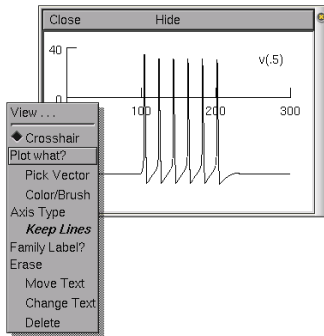 Close Hide
40
v(.5)
0
100 200 300
View . . .
Crosshair
Plot what?
Pick Vector
Color/Brush
Axis Type
Keep Lines
Family Label?
Erase
Move Text
Change Text
Delete